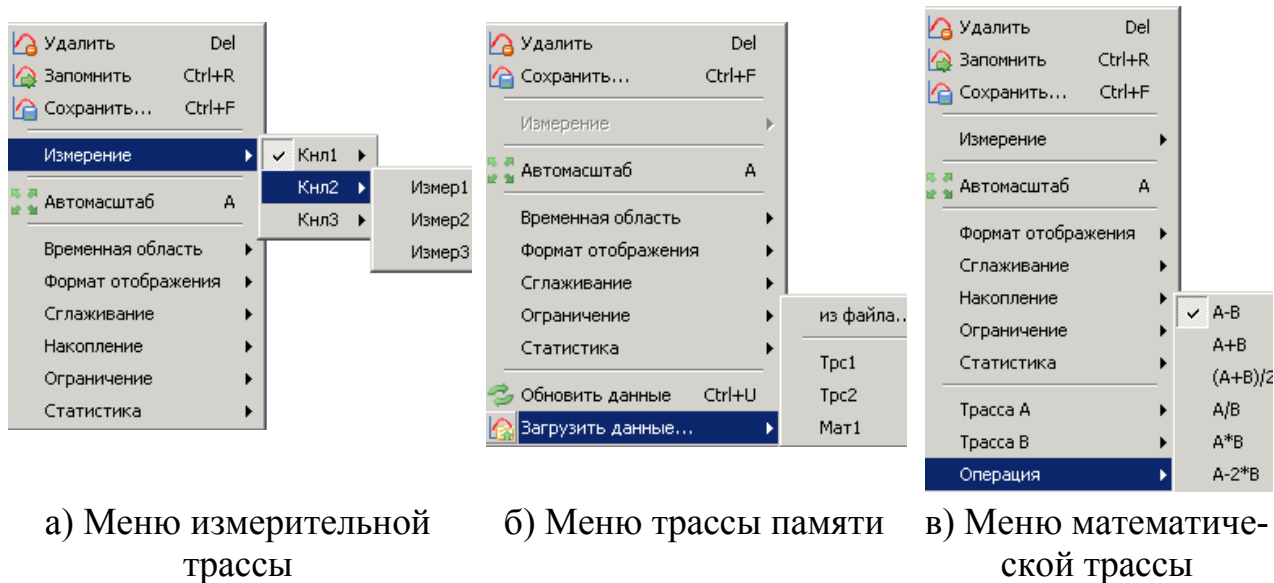 Удалить Del
Запомнить Ctrl+R
Сохранить... Ctrl+F
Измерение
Автомасштаб A
Временная область
Формат отображения
Сглаживание
Накопление
Ограничение
Статистика
Кнл1
Кнл2
Кнл3
Измер1
Измер2
Измер3
а) Меню измерительной
трассы
Удалить Del
Сохранить... Ctrl+F
Измерение
Автомасштаб A
Временная область
Формат отображения
Сглаживание
Ограничение
Статистика
Обновить данные Ctrl+U
Загрузить данные...
из файла..
Трс1
Трс2
Мат1
б) Меню трассы памяти
Удалить Del
Запомнить Ctrl+R
Сохранить... Ctrl+F
Измерение
Автомасштаб A
Формат отображения
Сглаживание
Накопление
Ограничение
Статистика
Трасса A
Трасса B
Операция
A-B
A+B
(A+B)/2
A/B
A*B
A-2*B
в) Меню математиче-
ской трассы